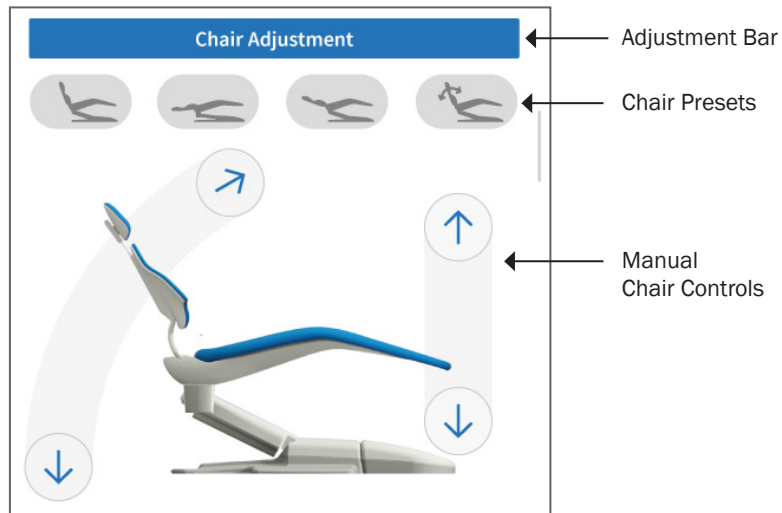 Chair Adjustment
Adjustment Bar
Chair Presets
Manual
Chair Controls